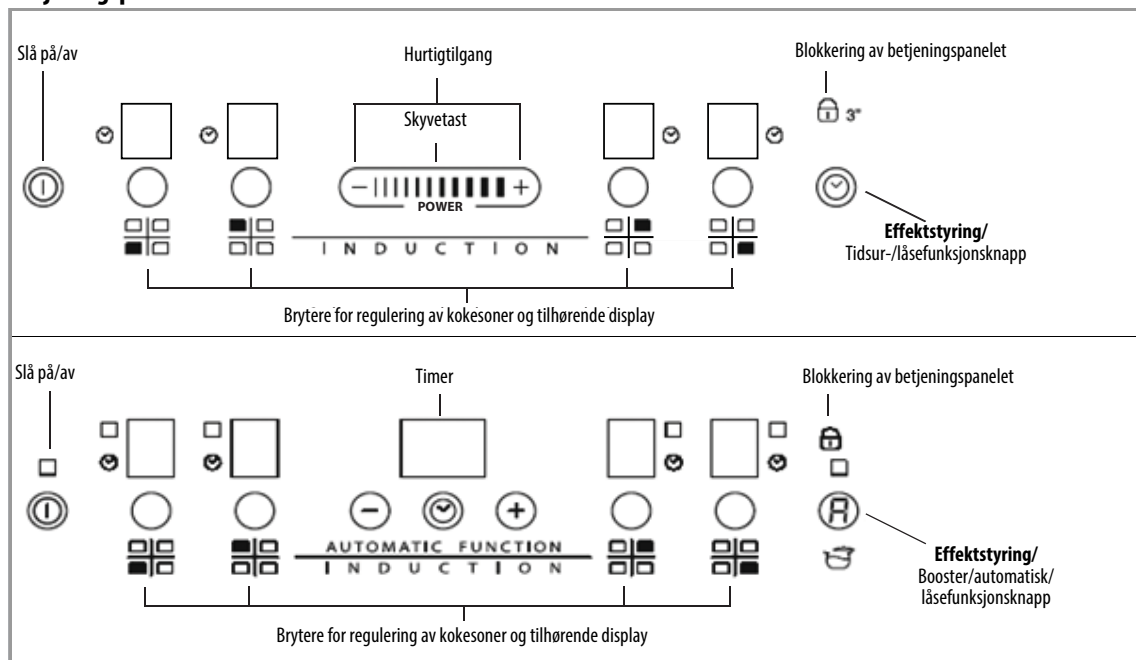 Slå på/av
Hurtigtilgang
Blokkering av betjeningspanelet
Skyvetast
3"
POWER
INDUCTION
Effektstyring/
Tidsur-/låsefunksjonsknapp
Brytere for regulering av kokesoner og tilhørende display
Slå på/av
Timer
Blokkering av betjeningspanelet
A
AUTOMATIC FUNCTION
INDUCTION
Effektstyring/
Booster/automatisk/
låsefunksjonsknapp
Brytere for regulering av kokesoner og tilhørende display